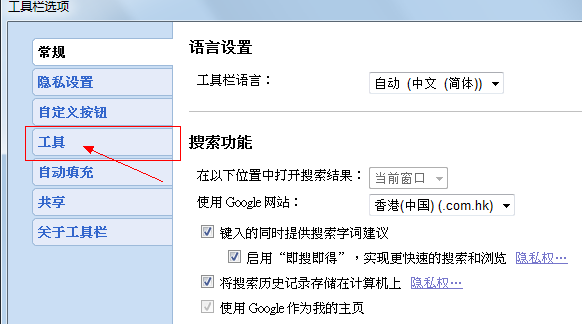 工具栏选项
常规
隐私设置
自定义按钮
工具
自动填充
共享
关于工具栏
语言设置
工具栏语言： 自动 (中文 (简体))
搜索功能
在以下位置中打开搜索结果： 当前窗口
使用 Google 网站： 香港(中国) (.com.hk)
键入的同时提供搜索字词建议
启用“即搜即得”，实现更快速的搜索和浏览 隐私权…
将搜索历史记录存储在计算机上 隐私权…
使用 Google 作为我的主页